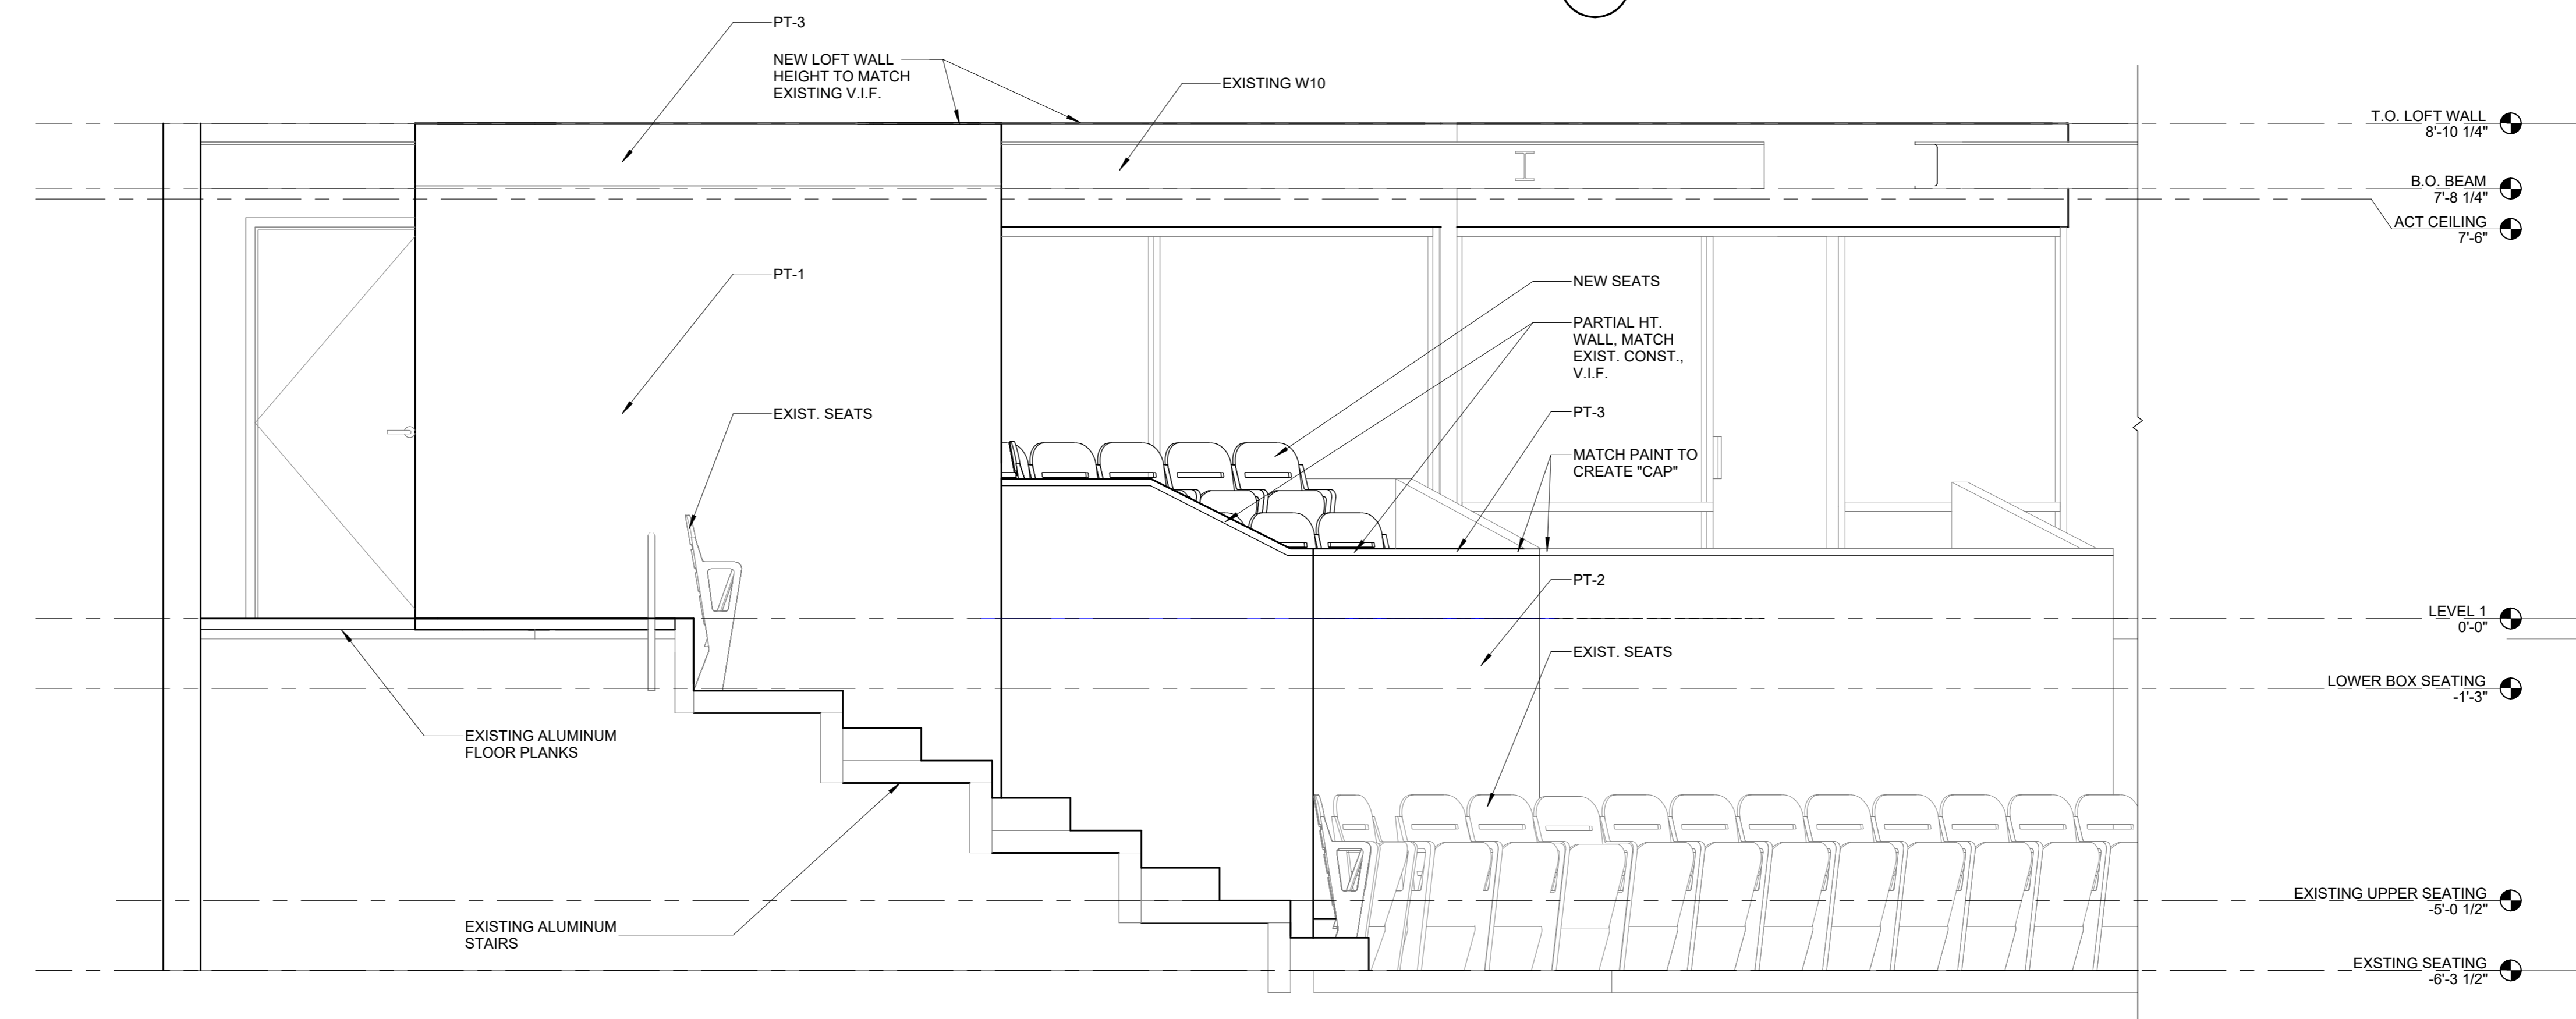 PT-3
NEW LOFT WALL
HEIGHT TO MATCH
EXISTING V.I.F.
EXISTING W10
T.O. LOFT WALL
8'-10 1/4"
B.O. BEAM
7'-8 1/4"
ACT CEILING
7'-6"
PT-1
NEW SEATS
PARTIAL HT.
WALL, MATCH
EXIST. CONST.,
V.I.F.
EXIST. SEATS
PT-3
MATCH PAINT TO
CREATE "CAP"
PT-2
LEVEL 1
0'-0"
EXIST. SEATS
LOWER BOX SEATING
-1'-3"
EXISTING ALUMINUM
FLOOR PLANKS
EXISTING UPPER SEATING
-5'-0 1/2"
EXISTING ALUMINUM
STAIRS
EXSTING SEATING
-6'-3 1/2"